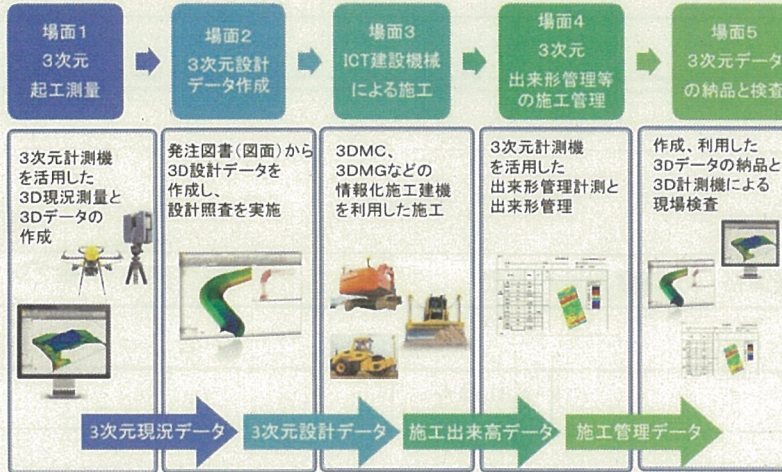 場面1
3次元
起工測量
場面2
3次元設計
データ作成
場面3
ICT建設機械
による施工
場面4
3次元
出来形管理等
の施工管理
場面5
3次元データ
の納品と検査
3次元計測機
を活用した
3D現況測量と
3Dデータの
作成
発注図書(図面)から
3D設計データを
作成し、
設計照査を実施
3DMC、
3DMGなどの
情報化施工建機
を利用した施工
3次元計測機
を活用した
出来形管理計測と
出来形管理
作成、利用した
3Dデータの納品と
3D計測機による
現場検査
3次元現況データ
3次元設計データ
施工出来高データ
施工管理データ